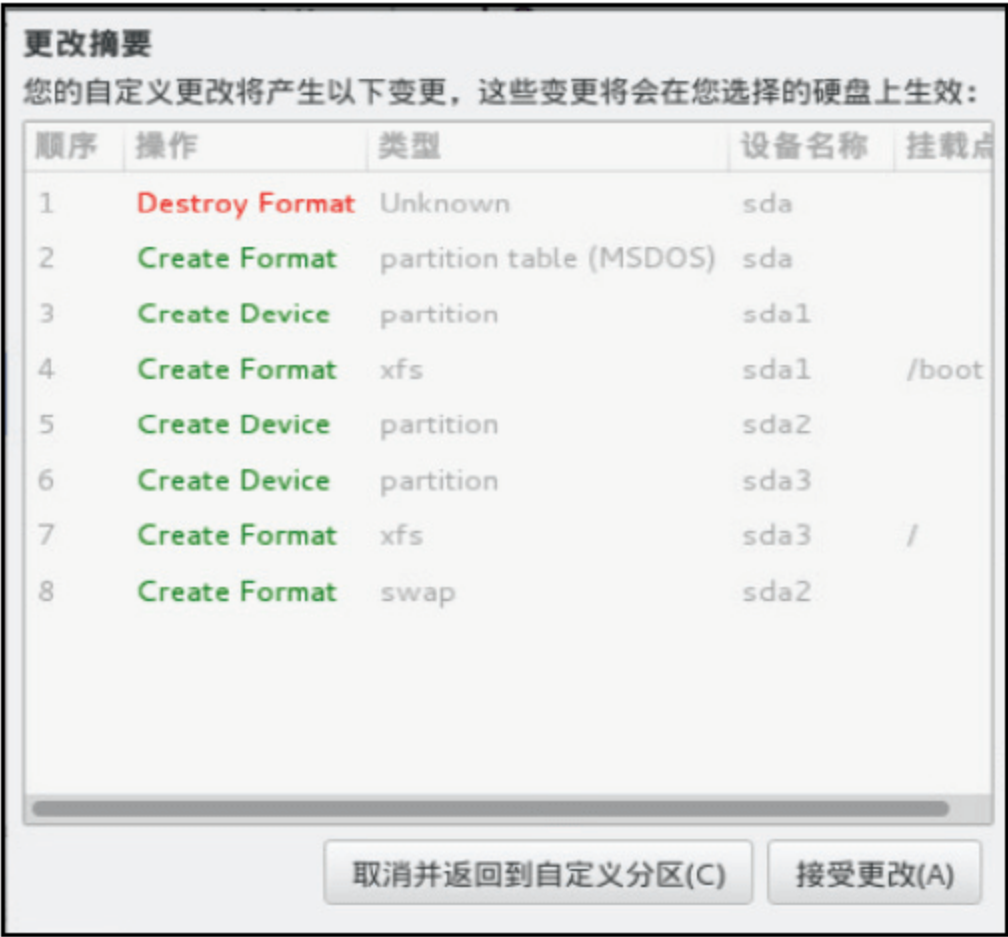 更改摘要
您的自定义更改将产生以下变更，这些变更将会在您选择的硬盘上生效：
顺序 操作 类型 设备名称 挂载点
1 Destroy Format Unknown sda
2 Create Format partition table (MSDOS) sda
3 Create Device partition sda1
4 Create Format xfs sda1 /boot
5 Create Device partition sda2
6 Create Device partition sda3
7 Create Format xfs sda3 /
8 Create Format swap sda2
取消并返回到自定义分区(C) 接受更改(A)